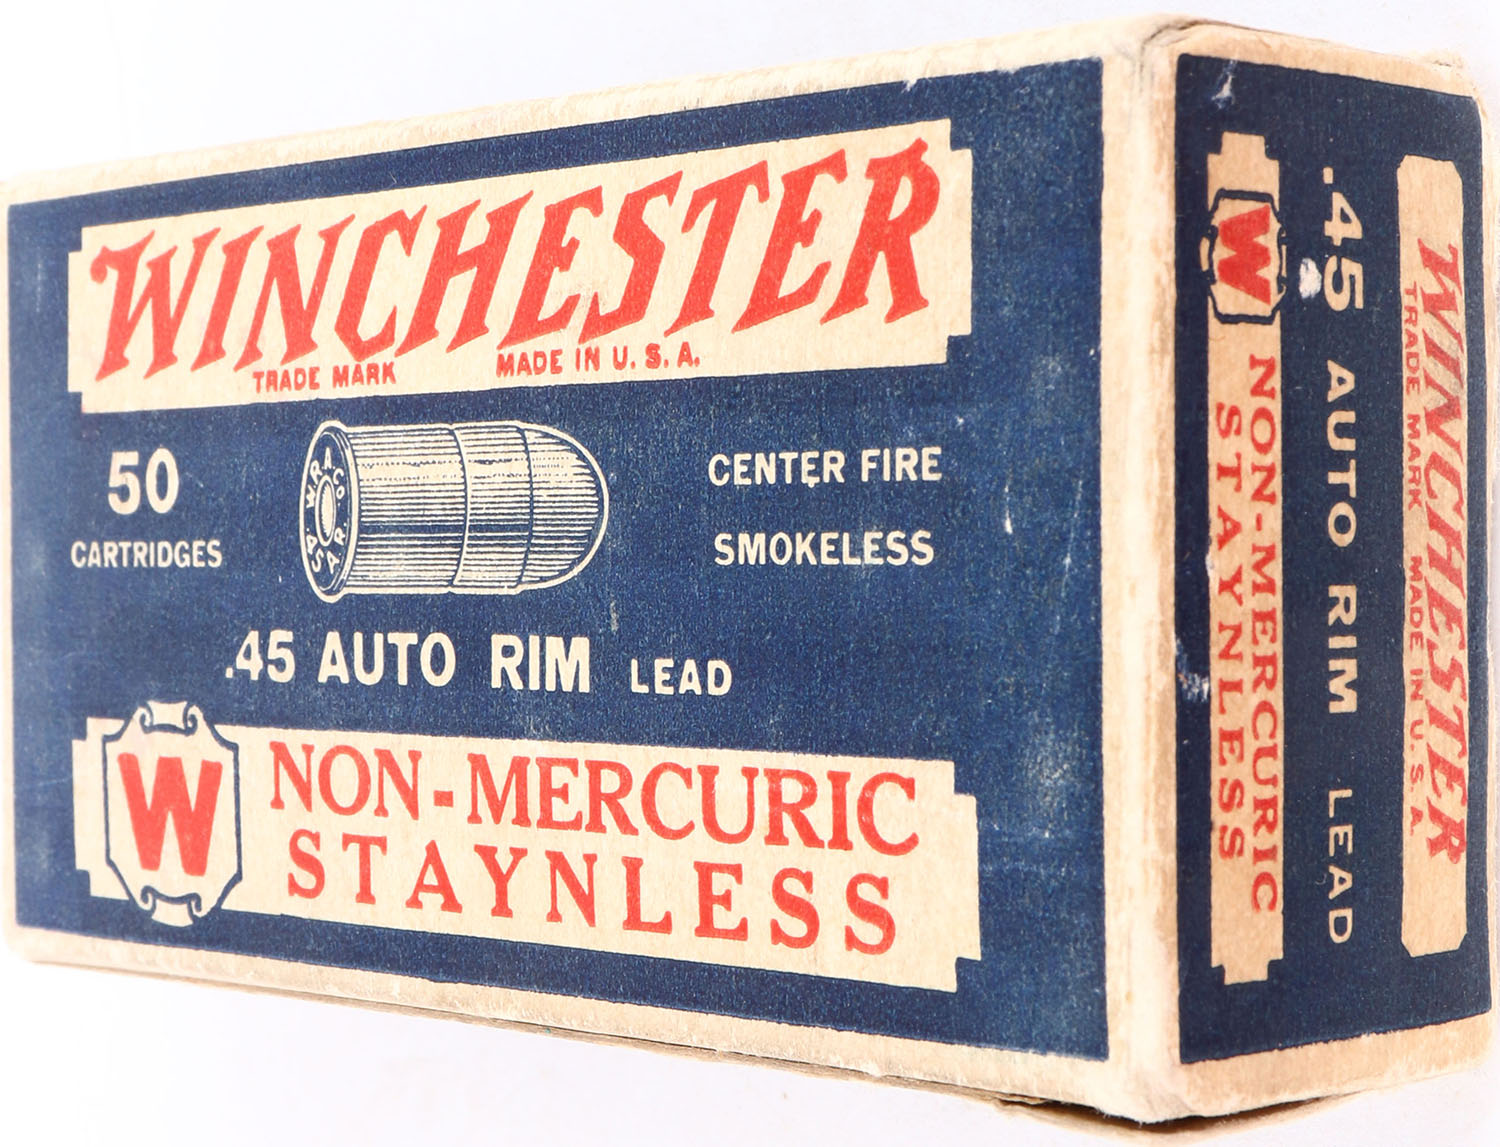 WINCHESTER
TRADE MARK MADE IN U. S. A.
50
CARTRIDGES
W.R.A.Co.
.45 A.R.
CENTER FIRE
SMOKELESS
.45 AUTO RIM LEAD
W
NON-MERCURIC
STAYNLESS
WINCHESTER
TRADE MARK MADE IN U.S.A.
.45 AUTO RIM LEAD
W
NON-MERCURIC
STAYNLESS